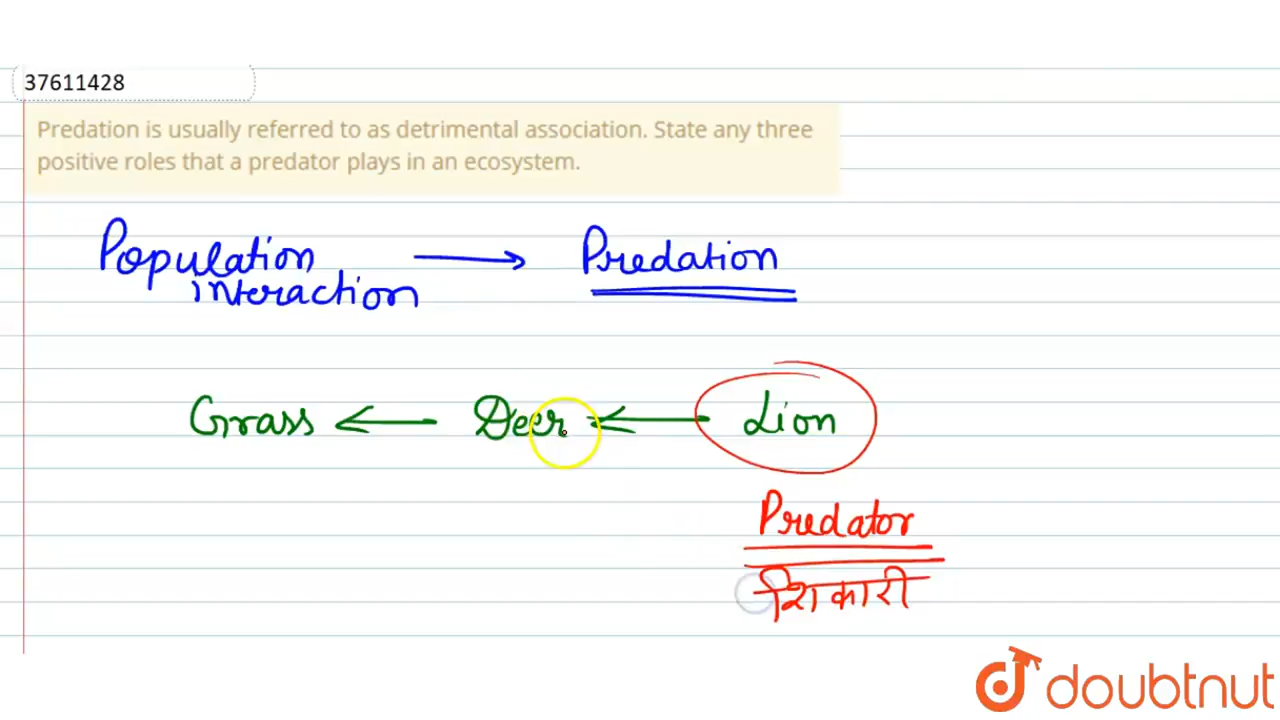 37611428
Predation is usually referred to as detrimental association. State any three
positive roles that a predator plays in an ecosystem.
Population → Predation
interaction
Grass ← Deer ← Lion
Predator
शिकारी
doubtnut